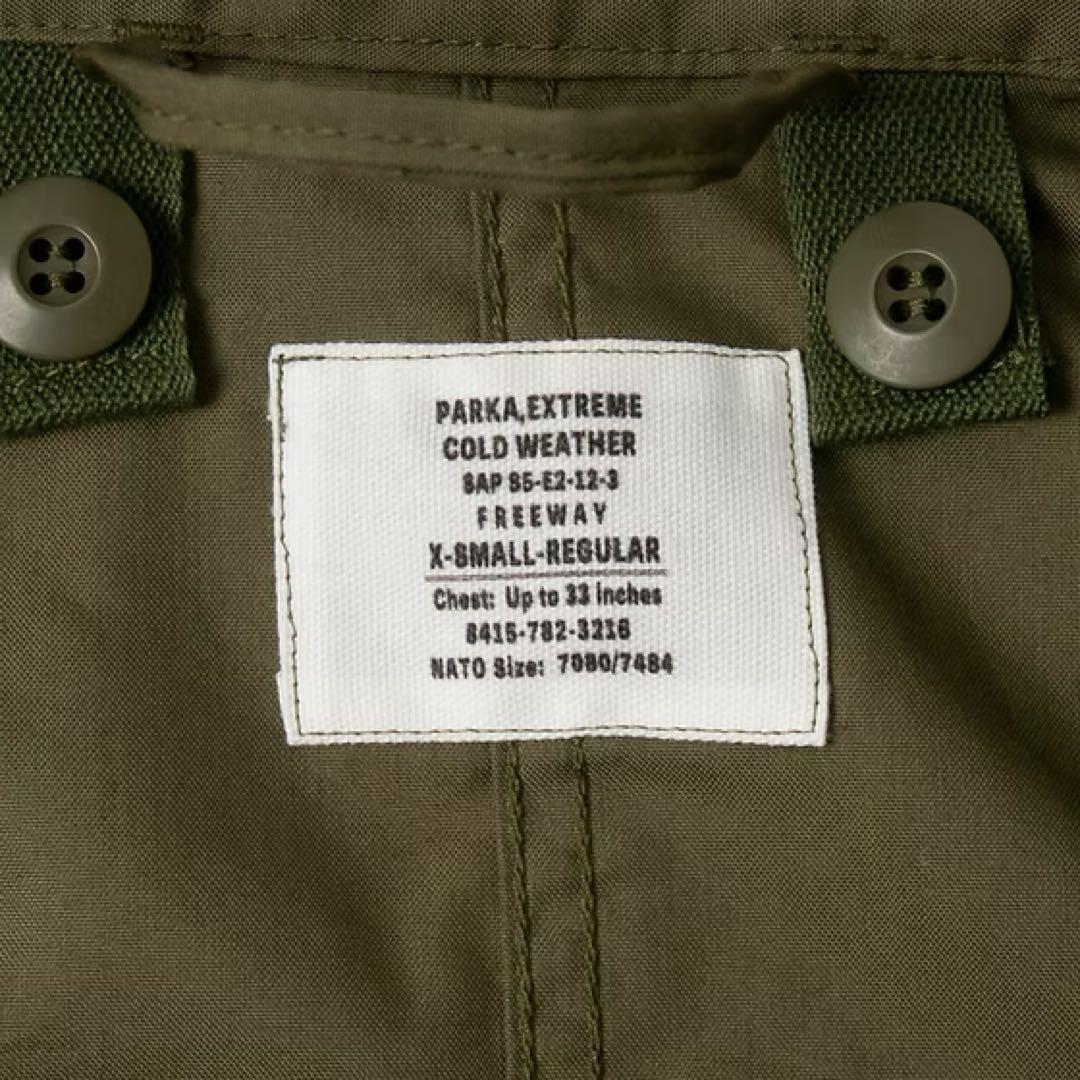 PARKA,EXTREME
COLD WEATHER
SAP S5-E2-12-3
FREEWAY
X-SMALL-REGULAR
Chest: Up to 33 inches
8415-782-3216
NATO Size: 7080/7484